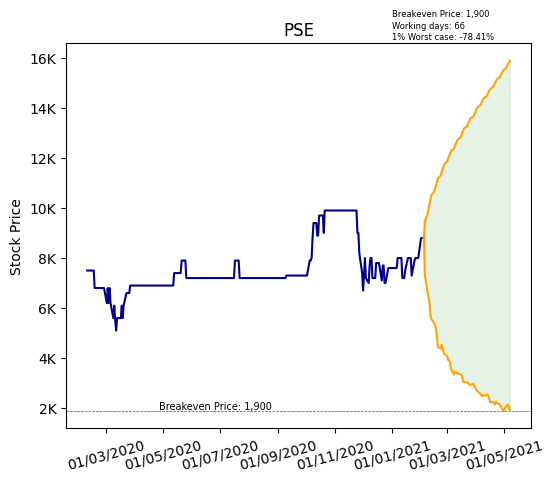 Breakeven Price: 1,900
Working days: 66
1% Worst case: -78.41%
PSE
Stock Price
16K
14K
12K
10K
8K
6K
4K
2K
Breakeven Price: 1,900
01/03/2020
01/05/2020
01/07/2020
01/09/2020
01/11/2020
01/01/2021
01/03/2021
01/05/2021